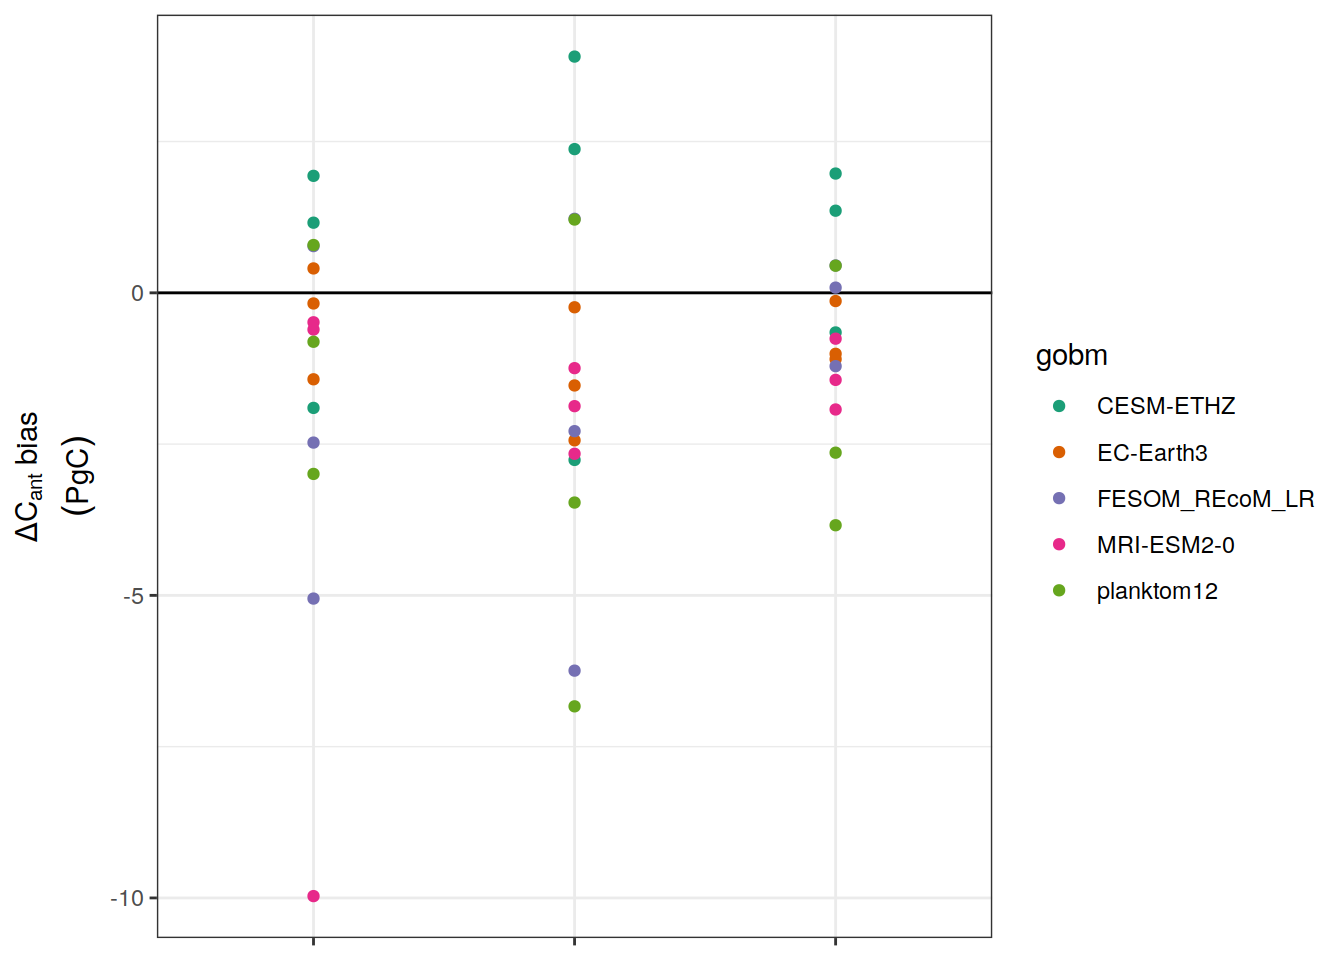 ΔCant bias
(PgC)
0
-5
-10
gobm
CESM-ETHZ
EC-Earth3
FESOM_REcoM_LR
MRI-ESM2-0
planktom12